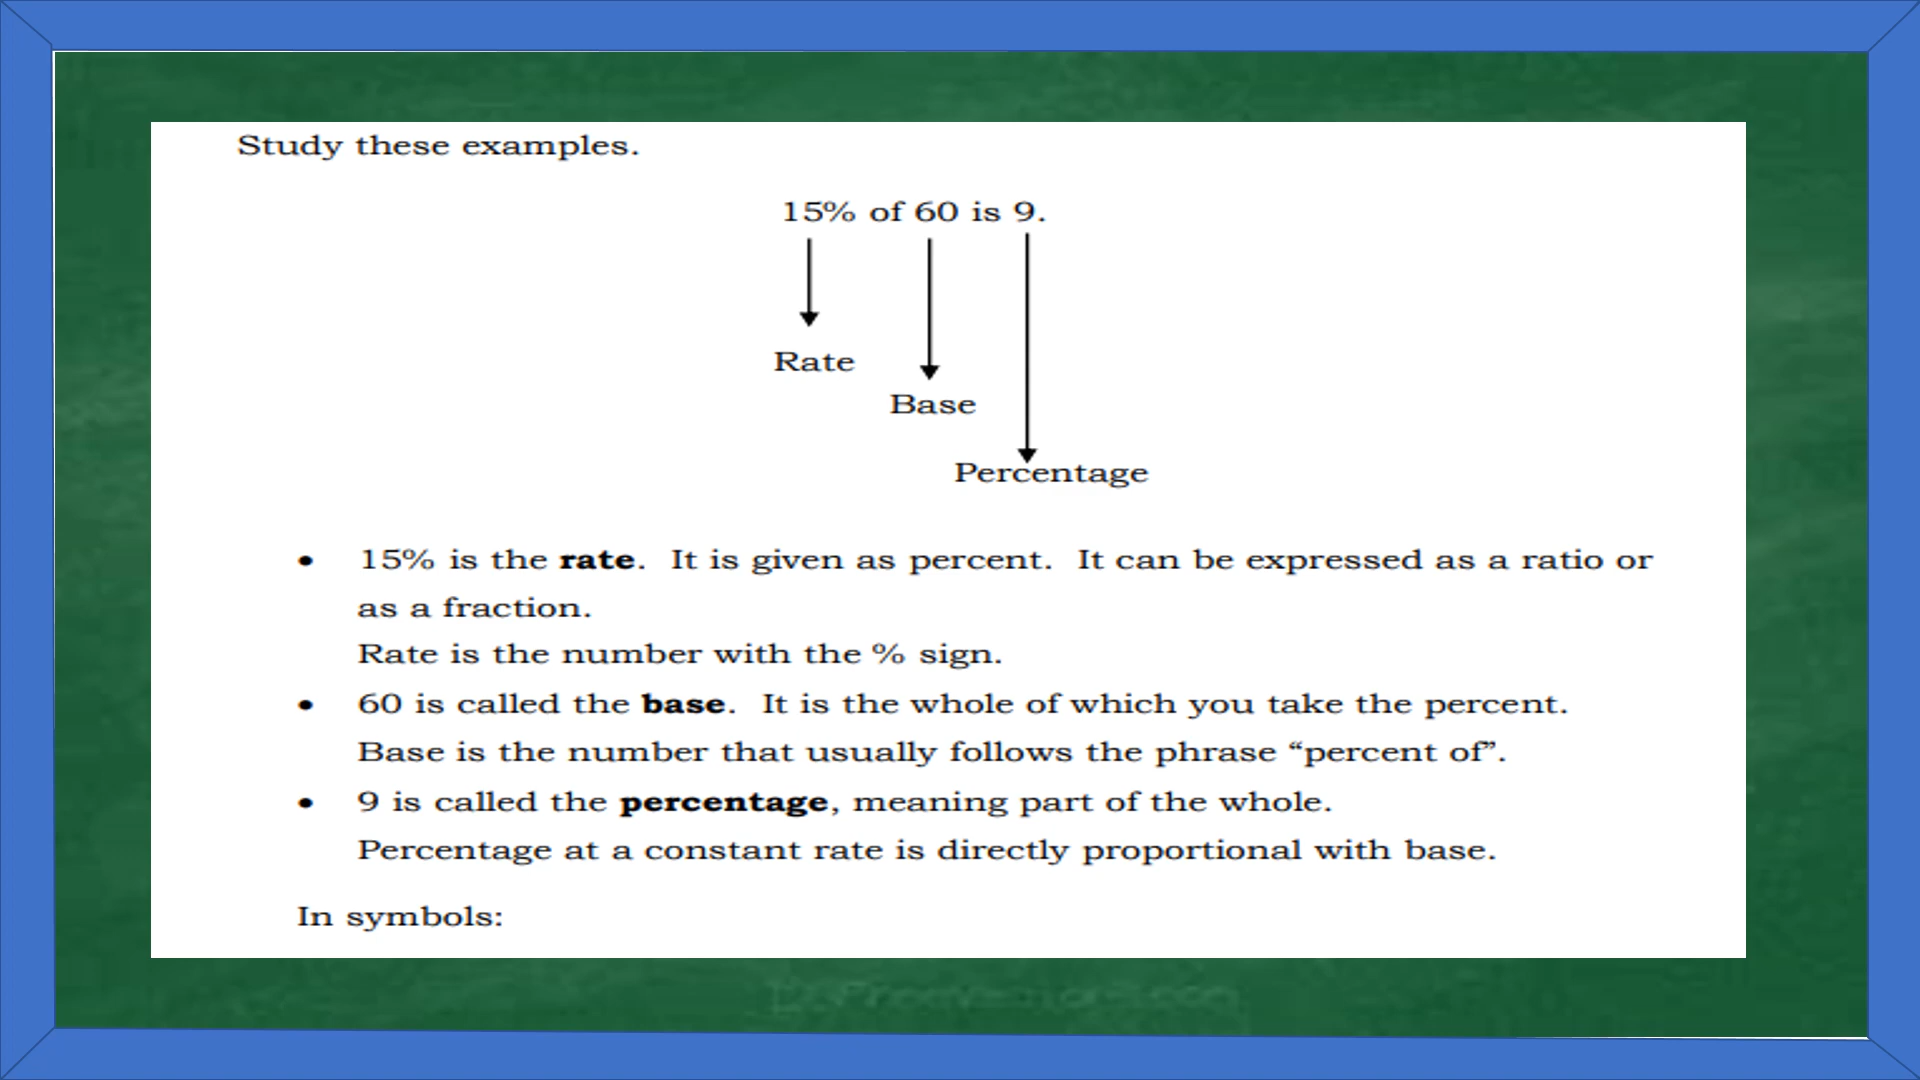 Study these examples.
15% of 60 is 9.
Rate
Base
Percentage
• 15% is the rate. It is given as percent. It can be expressed as a ratio or
as a fraction.
Rate is the number with the % sign.
• 60 is called the base. It is the whole of which you take the percent.
Base is the number that usually follows the phrase “percent of”.
• 9 is called the percentage, meaning part of the whole.
Percentage at a constant rate is directly proportional with base.
In symbols: